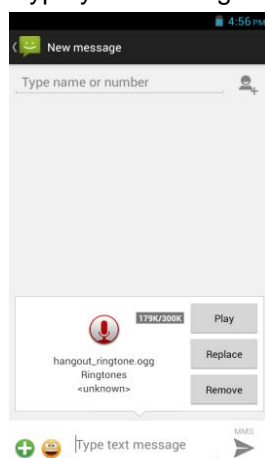 4:56 PM
New message
Type name or number
179K/300K
Play
hangout_ringtone.ogg
Replace
Ringtones
<unknown>
Remove
MMS
Type text message